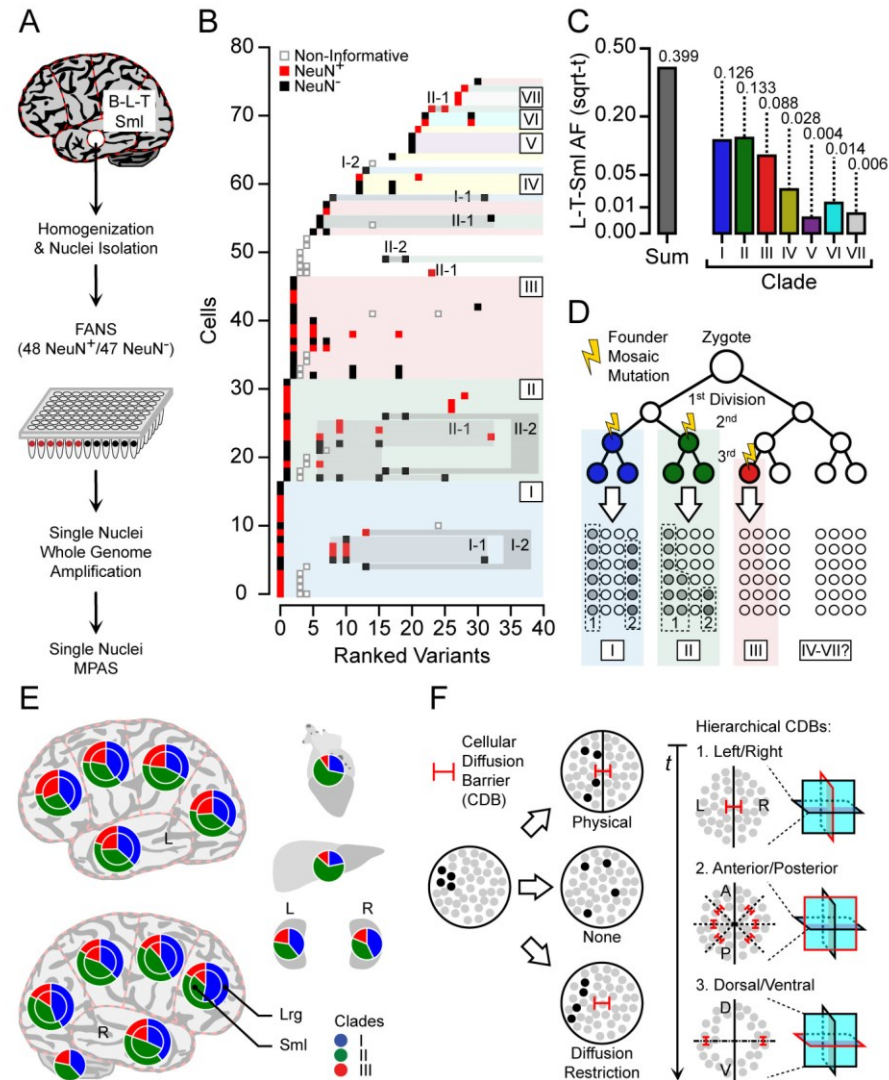 A
B-L-T
Sml
Homogenization
& Nuclei Isolation
FANS
(48 NeuN+/47 NeuN-)
Single Nuclei
Whole Genome
Amplification
Single Nuclei
MPAS
B
Cells
80
70
60
50
40
30
20
10
0
Non-Informative
NeuN+
NeuN-
VII
II-1
VI
V
I-2
IV
I-1
II-1
II-2
II-1
III
II
II-1
II-2
I
I-1
I-2
0 5 10 15 20 25 30 35 40
Ranked Variants
C
L-T-Sml AF (sqrt-t)
0.50
0.20
0.05
0.01
0.00
0.399
0.126
0.133
0.088
0.028
0.004
0.014
0.006
Sum
I II III IV V VI VII
Clade
D
Founder
Mosaic
Mutation
Zygote
1st Division
2nd
3rd
1 2
1 2
I II III IV-VII?
E
L
L R
R
Lrg
Sml
Clades
I
II
III
F
Cellular
Diffusion
Barrier
(CDB)
Physical
None
Diffusion
Restriction
t
Hierarchical CDBs:
1. Left/Right
L R
2. Anterior/Posterior
A
P
3. Dorsal/Ventral
D
V